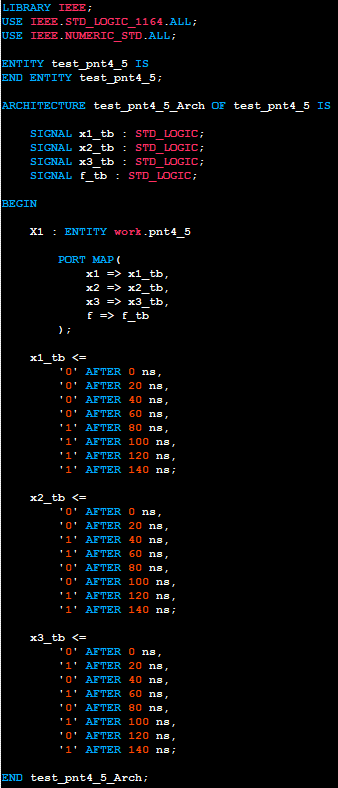 LIBRARY IEEE;
USE IEEE.STD_LOGIC_1164.ALL;
USE IEEE.NUMERIC_STD.ALL;

ENTITY test_pnt4_5 IS
END ENTITY test_pnt4_5;

ARCHITECTURE test_pnt4_5_Arch OF test_pnt4_5 IS

    SIGNAL x1_tb : STD_LOGIC;
    SIGNAL x2_tb : STD_LOGIC;
    SIGNAL x3_tb : STD_LOGIC;
    SIGNAL f_tb : STD_LOGIC;

BEGIN

    X1 : ENTITY work.pnt4_5

        PORT MAP(
            x1 => x1_tb,
            x2 => x2_tb,
            x3 => x3_tb,
            f => f_tb
        );

    x1_tb <=
        '0' AFTER 0 ns,
        '0' AFTER 20 ns,
        '0' AFTER 40 ns,
        '0' AFTER 60 ns,
        '1' AFTER 80 ns,
        '1' AFTER 100 ns,
        '1' AFTER 120 ns,
        '1' AFTER 140 ns;

    x2_tb <=
        '0' AFTER 0 ns,
        '0' AFTER 20 ns,
        '1' AFTER 40 ns,
        '1' AFTER 60 ns,
        '0' AFTER 80 ns,
        '0' AFTER 100 ns,
        '1' AFTER 120 ns,
        '1' AFTER 140 ns;

    x3_tb <=
        '0' AFTER 0 ns,
        '1' AFTER 20 ns,
        '0' AFTER 40 ns,
        '1' AFTER 60 ns,
        '0' AFTER 80 ns,
        '1' AFTER 100 ns,
        '0' AFTER 120 ns,
        '1' AFTER 140 ns;

END test_pnt4_5_Arch;